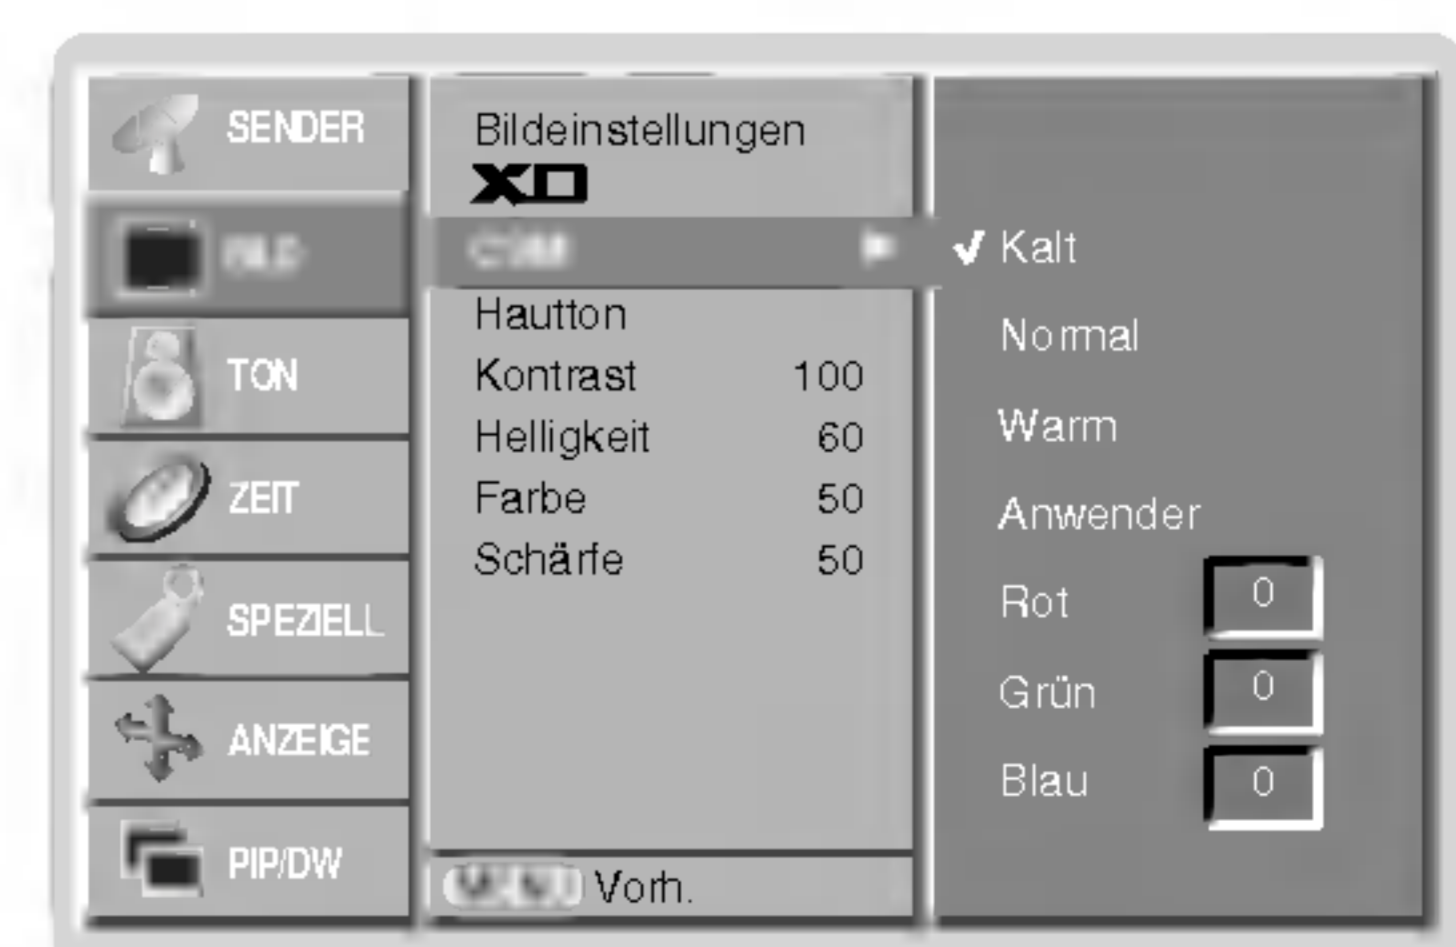 SENDER
TON
ZEIT
SPEZIELL
ANZEIGE
PIP/DW
Bildeinstellungen
XD
Hautton
Kontrast 100
Helligkeit 60
Farbe 50
Schärfe 50
Vorh.
Kalt
Normal
Warm
Anwender
Rot 0
Grün 0
Blau 0